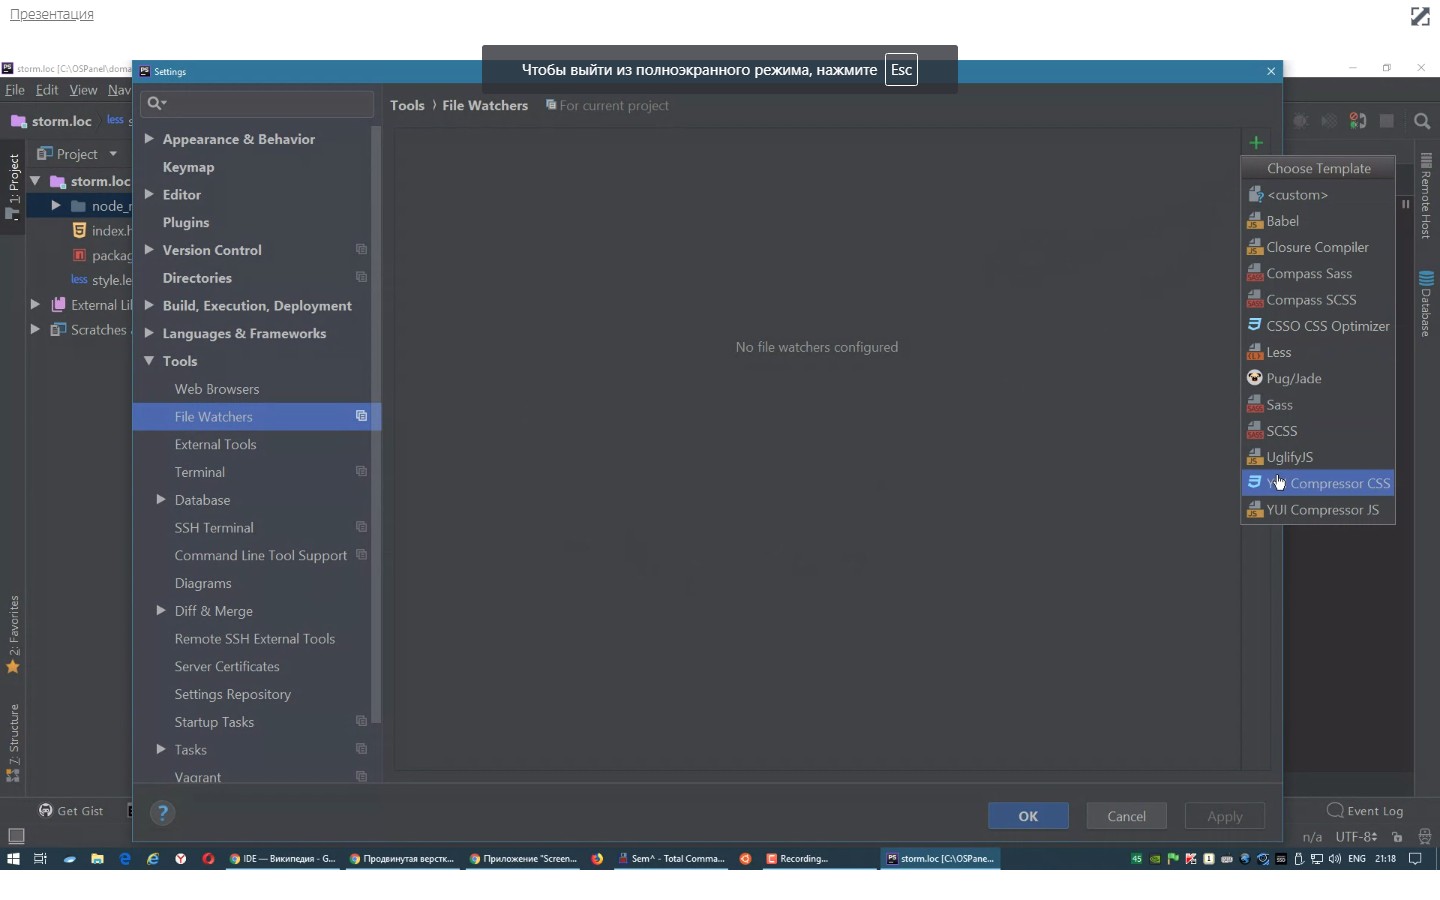 Презентация
Чтобы выйти из полноэкранного режима, нажмите Esc
storm.loc [C:\OSPanel\doma
Settings
File Edit View Nav
Tools › File Watchers For current project
storm.loc less s
Project
storm.loc
node_r
index.h
packag
less style.le
External Li
Scratches
1: Project
2: Favorites
7: Structure
Appearance & Behavior
Keymap
Editor
Plugins
Version Control
Directories
Build, Execution, Deployment
Languages & Frameworks
Tools
Web Browsers
File Watchers
External Tools
Terminal
Database
SSH Terminal
Command Line Tool Support
Diagrams
Diff & Merge
Remote SSH External Tools
Server Certificates
Settings Repository
Startup Tasks
Tasks
Vagrant
No file watchers configured
Choose Template
<custom>
Babel
Closure Compiler
Compass Sass
Compass SCSS
CSSO CSS Optimizer
Less
Pug/Jade
Sass
SCSS
UglifyJS
YUI Compressor CSS
YUI Compressor JS
Remote Host
Database
?
OK
Cancel
Apply
Get Gist
Event Log
n/a UTF-8
IDE — Википедия - G...
Продвинутая верстк...
Приложение "Screen...
Sem^ - Total Comma...
Recording...
storm.loc [C:\OSPane...
45
ENG 21:18